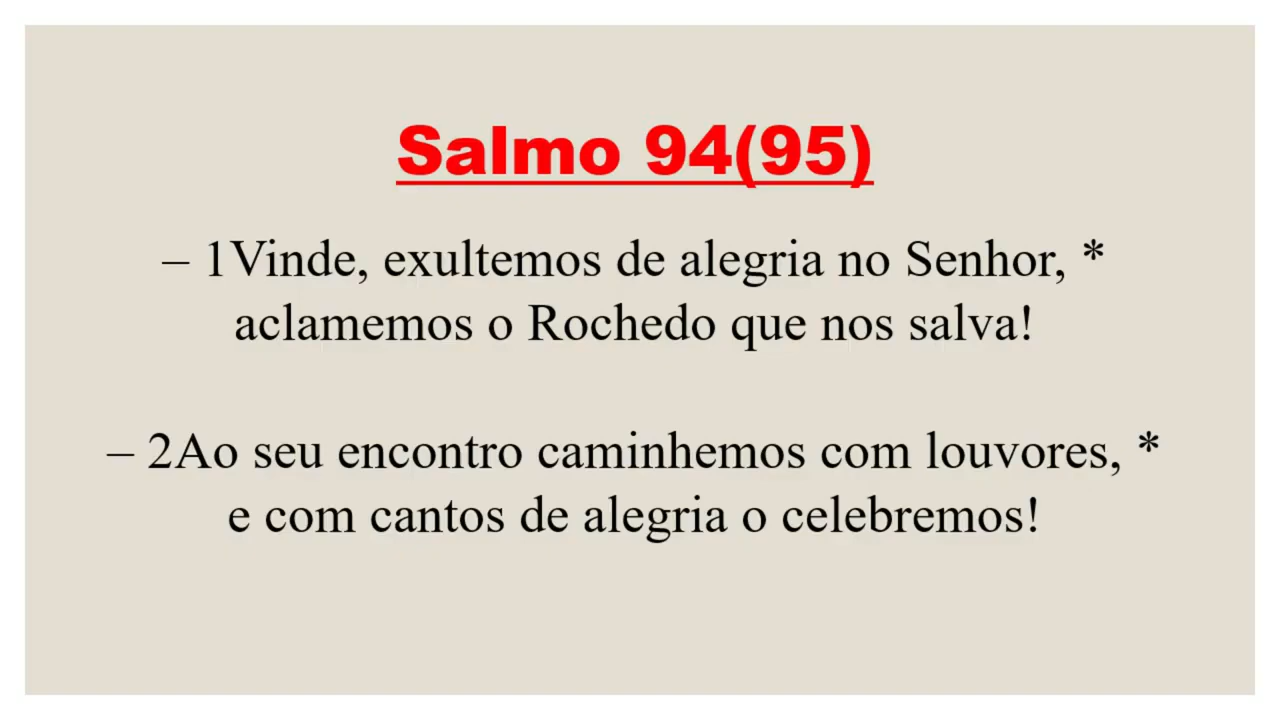 Salmo 94(95)
– 1Vinde, exultemos de alegria no Senhor, *
aclamemos o Rochedo que nos salva!
– 2Ao seu encontro caminhemos com louvores, *
e com cantos de alegria o celebremos!